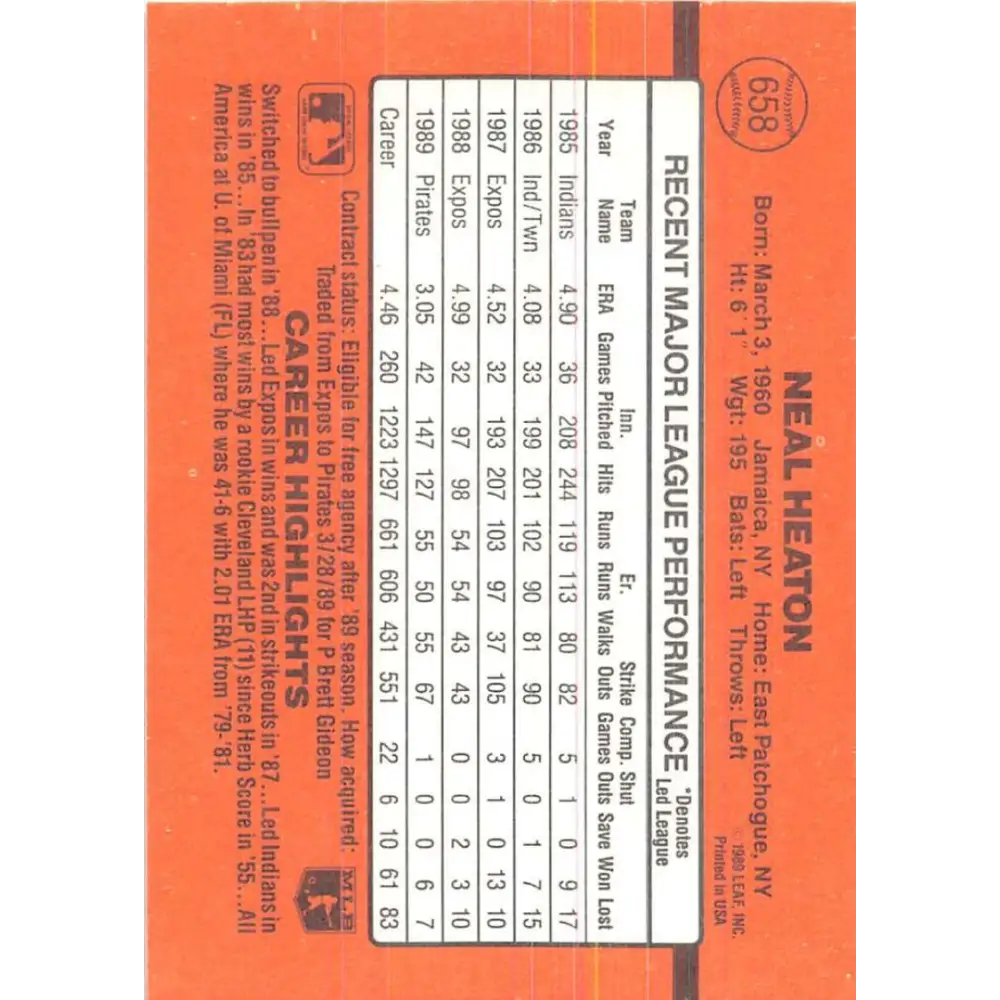 658
NEAL HEATON
Born: March 3, 1960 Jamaica, NY Home: East Patchogue, NY
Ht: 6' 1" Wgt: 195 Bats: Left Throws: Left
© 1989 LEAF, INC.
Printed in USA
RECENT MAJOR LEAGUE PERFORMANCE *Denotes Led League
Year Team Name ERA Games Inn. Pitched Hits Runs Er. Runs Walks Strike Outs Comp. Games Shut Outs Save Won Lost
1985 Indians 4.90 36 208 244 119 113 80 82 5 1 0 9 17
1986 Ind/Twn 4.08 33 199 201 102 90 81 90 5 0 1 7 15
1987 Expos 4.52 32 193 207 103 97 37 105 3 1 0 13 10
1988 Expos 4.99 32 97 98 54 54 43 43 0 0 2 3 10
1989 Pirates 3.05 42 147 127 55 50 55 67 1 0 0 6 7
Career 4.46 260 1223 1297 661 606 431 551 22 6 10 61 83
Contract status: Eligible for free agency after '89 season. How acquired:
Traded from Expos to Pirates 3/28/89 for P Brett Gideon
MLB
CAREER HIGHLIGHTS
Switched to bullpen in '88...Led Expos in wins and was 2nd in strikeouts in '87...Led Indians in
wins in '85...In '83 had most wins by a rookie Cleveland LHP (11) since Herb Score in '55...All
America at U. of Miami (FL) where he was 41-6 with 2.01 ERA from '79-'81.